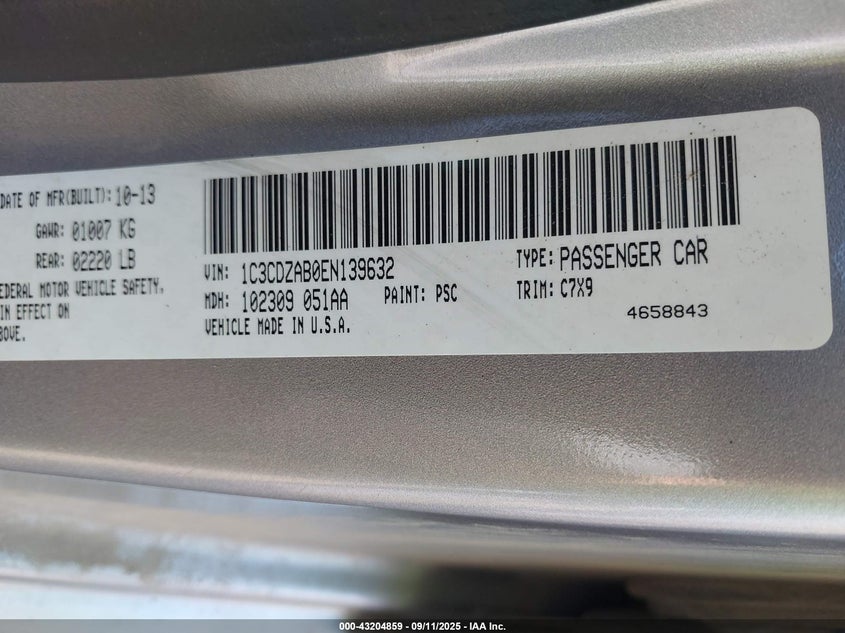 DATE OF MFR(BUILT): 10-13
GAWR: 01007 KG
REAR: 02220 LB
EDERAL MOTOR VEHICLE SAFETY.
IN EFFECT ON
BOVE.
VIN: 1C3CDZAB0EN139632 TYPE: PASSENGER CAR
MDH: 102309 051AA PAINT: PSC TRIM: C7X9
VEHICLE MADE IN U.S.A. 4658843
000-43204859 - 09/11/2025 - IAA Inc.